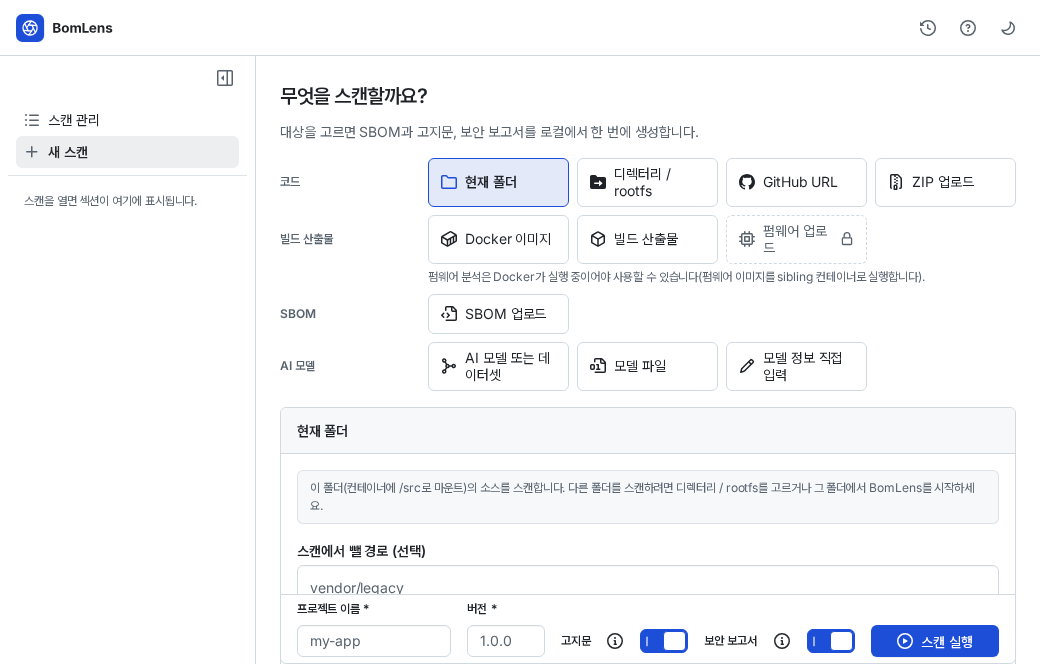 BomLens
스캔 관리
새 스캔
스캔을 열면 섹션이 여기에 표시됩니다.
무엇을 스캔할까요?
대상을 고르면 SBOM과 고지문, 보안 보고서를 로컬에서 한 번에 생성합니다.
코드
현재 폴더
디렉터리 /
rootfs
GitHub URL
ZIP 업로드
빌드 산출물
Docker 이미지
빌드 산출물
펌웨어 업로
드
펌웨어 분석은 Docker가 실행 중이어야 사용할 수 있습니다(펌웨어 이미지를 sibling 컨테이너로 실행합니다).
SBOM
SBOM 업로드
AI 모델
AI 모델 또는 데
이터셋
모델 파일
모델 정보 직접
입력
현재 폴더
이 폴더(컨테이너에 /src로 마운트)의 소스를 스캔합니다. 다른 폴더를 스캔하려면 디렉터리 / rootfs를 고르거나 그 폴더에서 BomLens를 시작하세
요.
스캔에서 뺄 경로 (선택)
vendor/legacy
프로젝트 이름 *
버전 *
my-app
1.0.0
고지문
보안 보고서
스캔 실행